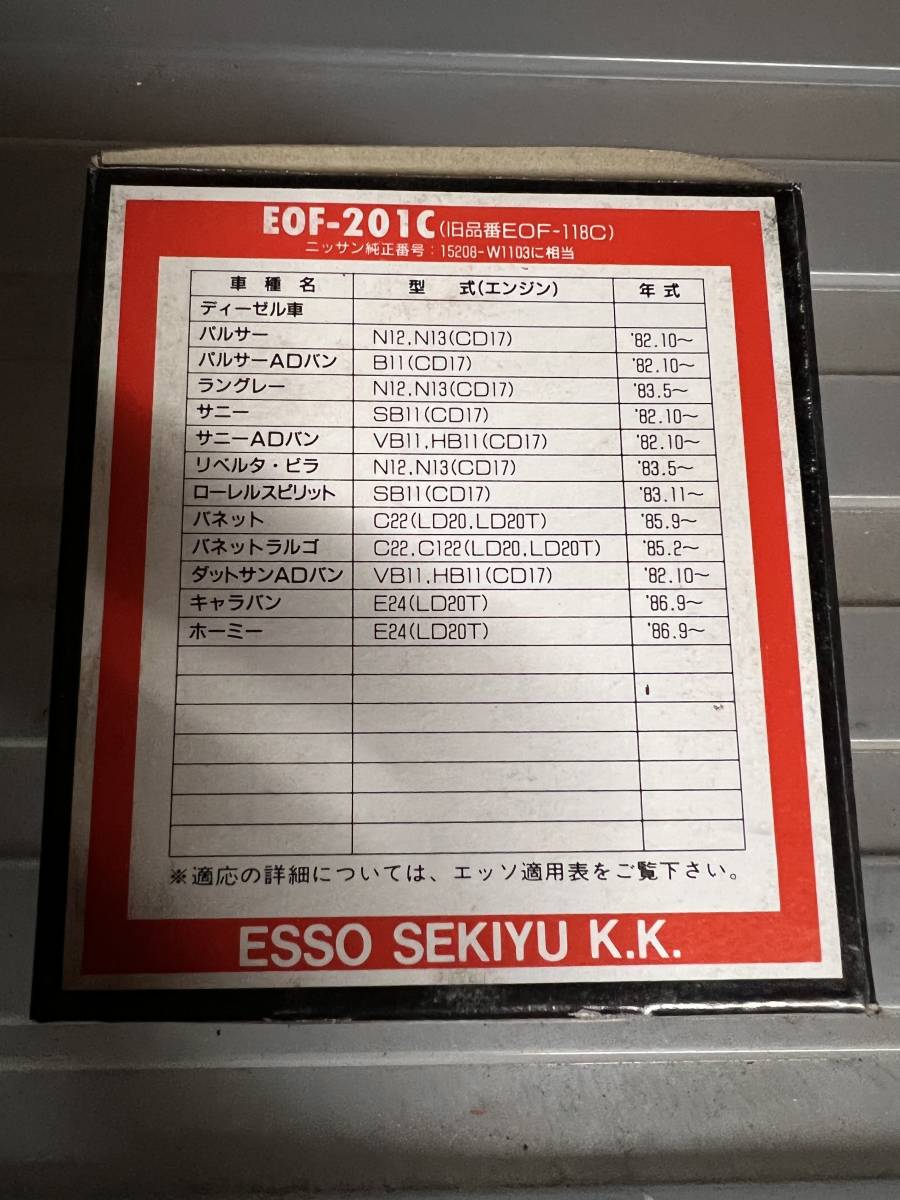 EOF-201C(旧品番EOF-118C)
ニッサン純正番号:15208-W1103に相当
車種名 型 式(エンジン) 年式
ディーゼル車
パルサー N12,N13(CD17) '82.10~
パルサーADバン B11(CD17) '82.10~
ラングレー N12,N13(CD17) '83.5~
サニー SB11(CD17) '82.10~
サニーADバン VB11,HB11(CD17) '82.10~
リベルタ・ビラ N12,N13(CD17) '83.5~
ローレルスピリット SB11(CD17) '83.11~
バネット C22(LD20,LD20T) '85.9~
バネットラルゴ C22,C122(LD20,LD20T) '85.2~
ダットサンADバン VB11,HB11(CD17) '82.10~
キャラバン E24(LD20T) '86.9~
ホーミー E24(LD20T) '86.9~
※適応の詳細については、エッソ適用表をご覧下さい。
ESSO SEKIYU K.K.